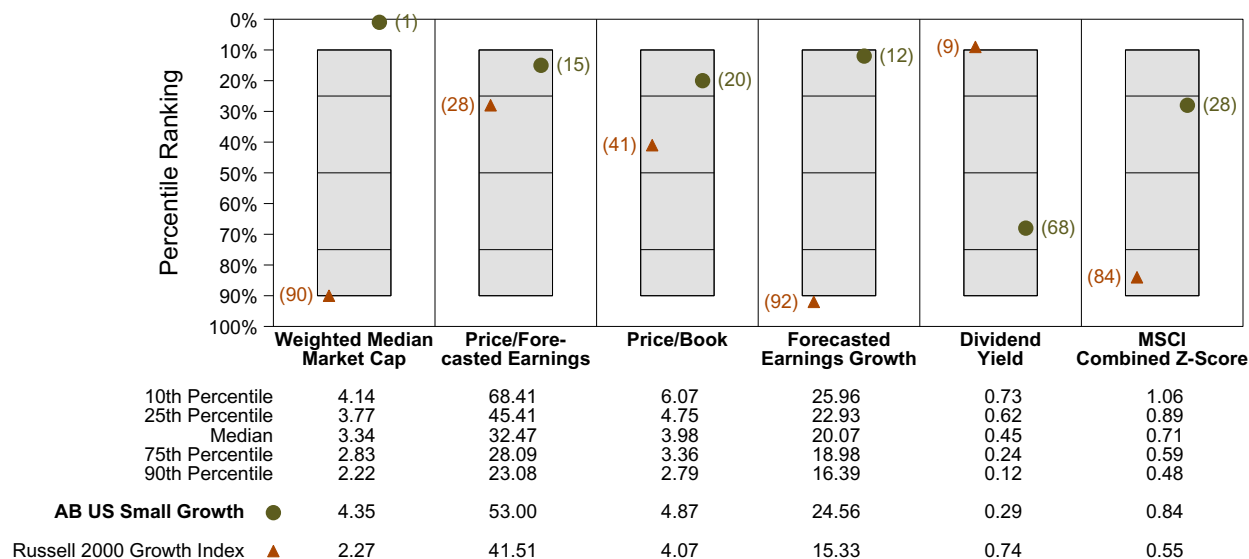 Percentile Ranking
0%
10%
20%
30%
40%
50%
60%
70%
80%
90%
100%
(1)
(90)
(15)
(28)
(20)
(41)
(12)
(92)
(9)
(68)
(28)
(84)
Weighted Median
Market Cap
Price/Fore-
casted Earnings
Price/Book
Forecasted
Earnings Growth
Dividend
Yield
MSCI
Combined Z-Score
10th Percentile 4.14 68.41 6.07 25.96 0.73 1.06
25th Percentile 3.77 45.41 4.75 22.93 0.62 0.89
Median 3.34 32.47 3.98 20.07 0.45 0.71
75th Percentile 2.83 28.09 3.36 18.98 0.24 0.59
90th Percentile 2.22 23.08 2.79 16.39 0.12 0.48
AB US Small Growth 4.35 53.00 4.87 24.56 0.29 0.84
Russell 2000 Growth Index 2.27 41.51 4.07 15.33 0.74 0.55